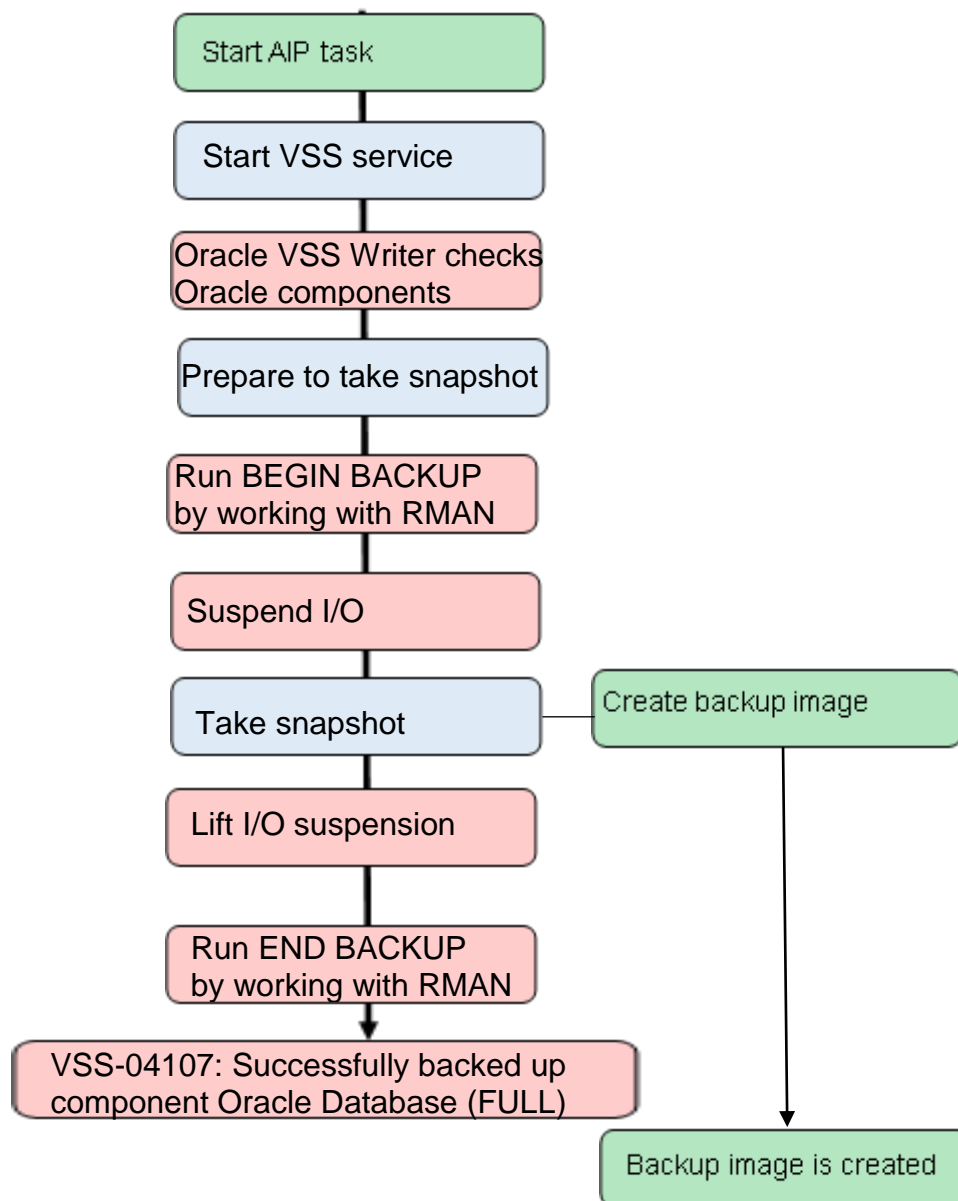 Start AIP task
Start VSS service
Oracle VSS Writer checks
Oracle components
Prepare to take snapshot
Run BEGIN BACKUP
by working with RMAN
Suspend I/O
Take snapshot
Create backup image
Lift I/O suspension
Run END BACKUP
by working with RMAN
VSS-04107: Successfully backed up
component Oracle Database (FULL)
Backup image is created